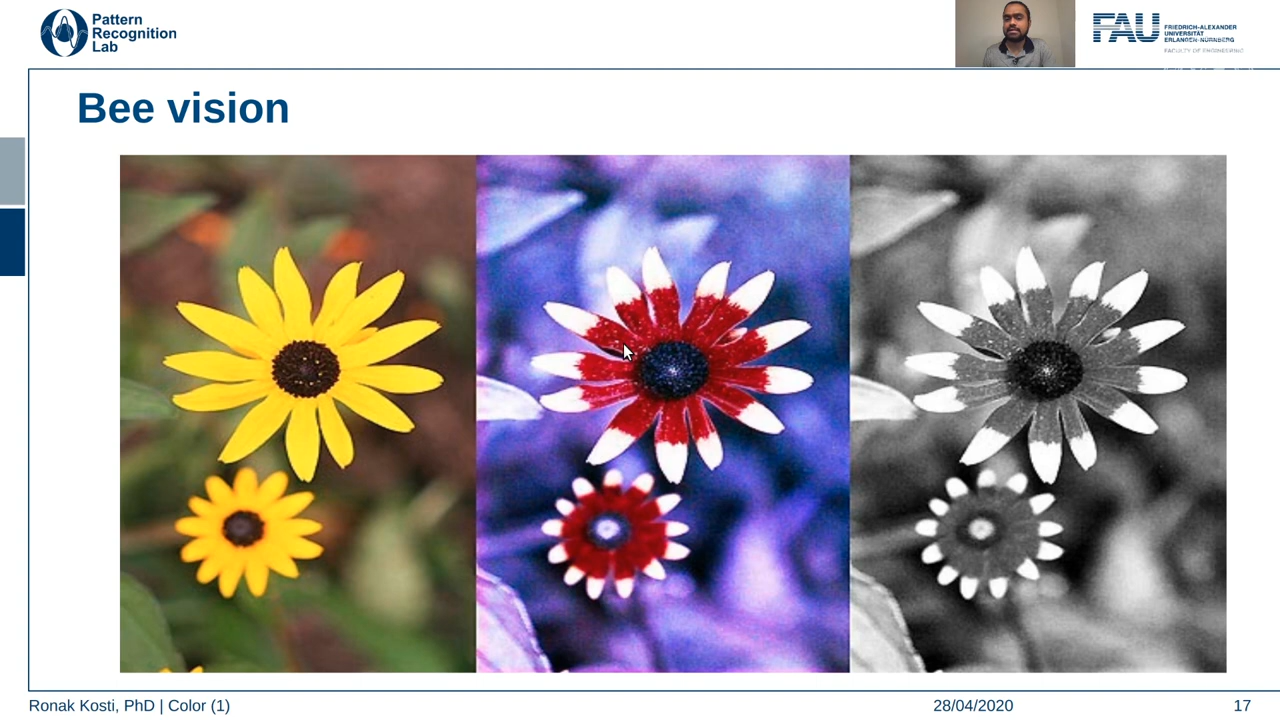 Pattern
Recognition
Lab
FAU
FRIEDRICH-ALEXANDER
UNIVERSITÄT
ERLANGEN-NÜRNBERG
FACULTY OF ENGINEERING
Bee vision
Ronak Kosti, PhD | Color (1)
28/04/2020
17